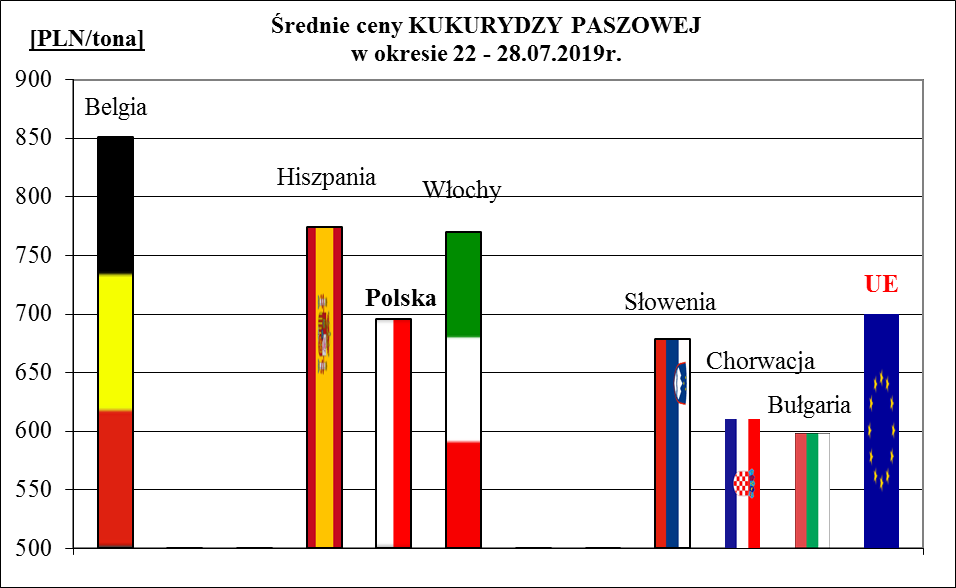 Średnie ceny KUKURYDZY PASZOWEJ
w okresie 22 - 28.07.2019r.
[PLN/tona]
900
850
800
750
700
650
600
550
500
Belgia
Hiszpania
Polska
Włochy
Słowenia
Chorwacja
Bułgaria
UE